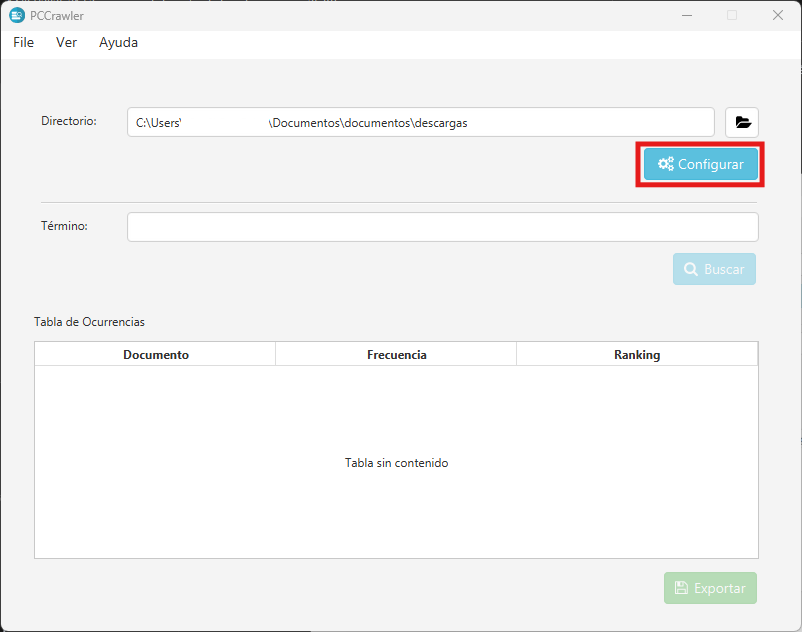 PCCrawler
File Ver Ayuda
Directorio: C:\Users' \Documentos\documentos\descargas
Configurar
Término:
Buscar
Tabla de Ocurrencias
Documento Frecuencia Ranking
Tabla sin contenido
Exportar